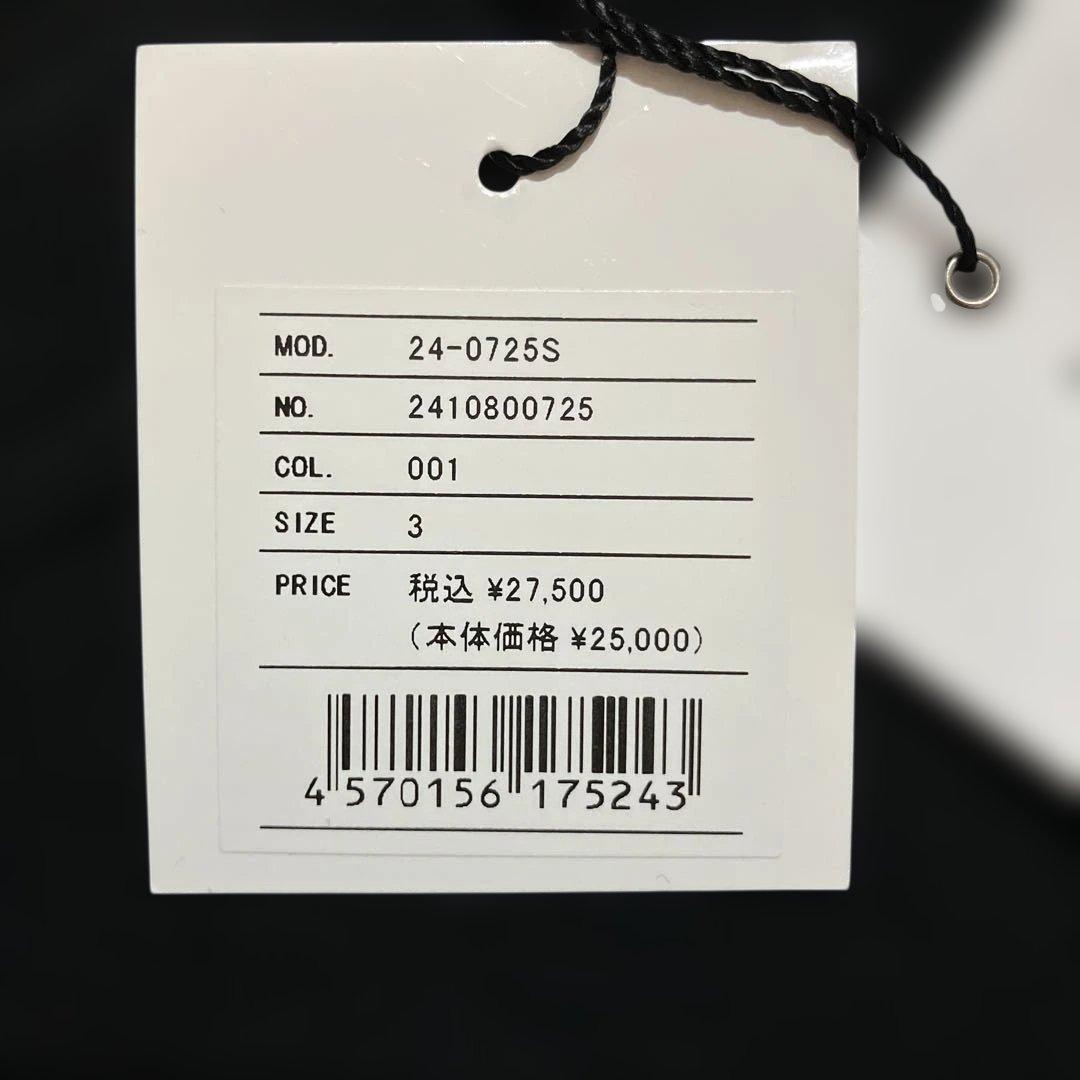 MOD. 24-0725S
NO. 2410800725
COL. 001
SIZE 3
PRICE 税込 ¥27,500
(本体価格 ¥25,000)
4 570156 175243